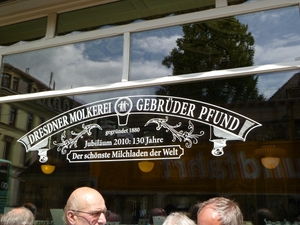 DRESDNER MOLKEREI GEBRÜDER PFUND
gegründet 1880
Jubiläum 2010: 130 Jahre
Der schönste Milchladen der Welt